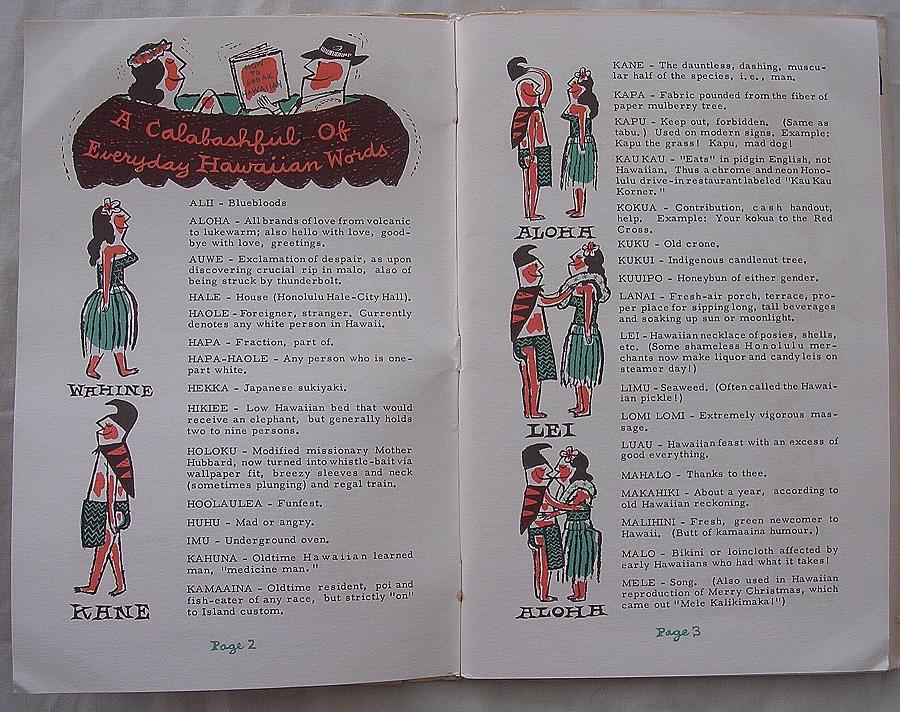 HOW
TO
SPEAK
HAWAIIAN
A Calabashful Of
Everyday Hawaiian Words
WAHINE
KANE
ALII - Bluebloods
ALOHA - All brands of love from volcanic
to lukewarm; also hello with love, good-
bye with love, greetings.
AUWE - Exclamation of despair, as upon
discovering crucial rip in malo, also of
being struck by thunderbolt.
HALE - House (Honolulu Hale-City Hall).
HAOLE - Foreigner, stranger. Currently
denotes any white person in Hawaii.
HAPA - Fraction, part of.
HAPA-HAOLE - Any person who is one-
part white.
HEKKA - Japanese sukiyaki.
HIKIEE - Low Hawaiian bed that would
receive an elephant, but generally holds
two to nine persons.
HOLOKU - Modified missionary Mother
Hubbard, now turned into whistle-bait via
wallpaper fit, breezy sleeves and neck
(sometimes plunging) and regal train.
HOOLAULEA - Funfest.
HUHU - Mad or angry.
IMU - Underground oven.
KAHUNA - Oldtime Hawaiian learned
man, "medicine man."
KAMAAINA - Oldtime resident, poi and
fish-eater of any race, but strictly "on"
to Island custom.
Page 2
ALOHA
LEI
ALOHA
KANE - The dauntless, dashing, muscu-
lar half of the species, i.e., man.
KAPA - Fabric pounded from the fiber of
paper mulberry tree.
KAPU - Keep out, forbidden. (Same as
tabu.) Used on modern signs. Example:
Kapu the grass! Kapu, mad dog!
KAUKAU - "Eats" in pidgin English, not
Hawaiian. Thus a chrome and neon Hono-
lulu drive-in restaurant labeled "Kau Kau
Korner."
KOKUA - Contribution, cash handout,
help. Example: Your kokua to the Red
Cross.
KUKU - Old crone.
KUKUI - Indigenous candlenut tree.
KUUIPO - Honeybun of either gender.
LANAI - Fresh-air porch, terrace, pro-
per place for sipping long, tall beverages
and soaking up sun or moonlight.
LEI - Hawaiian necklace of posies, shells,
etc. (Some shameless Honolulu mer-
chants now make liquor and candy leis on
steamer day!)
LIMU - Seaweed. (Often called the Hawai-
ian pickle!)
LOMI LOMI - Extremely vigorous mas-
sage.
LUAU - Hawaiian feast with an excess of
good everything.
MAHALO - Thanks to thee.
MAKAHIKI - About a year, according to
old Hawaiian reckoning.
MALIHINI - Fresh, green newcomer to
Hawaii. (Butt of kamaaina humour.)
MALO - Bikini or loincloth affected by
early Hawaiians who had what it takes!
MELE - Song. (Also used in Hawaiian
reproduction of Merry Christmas, which
came out "Mele Kalikimaka!")
Page 3